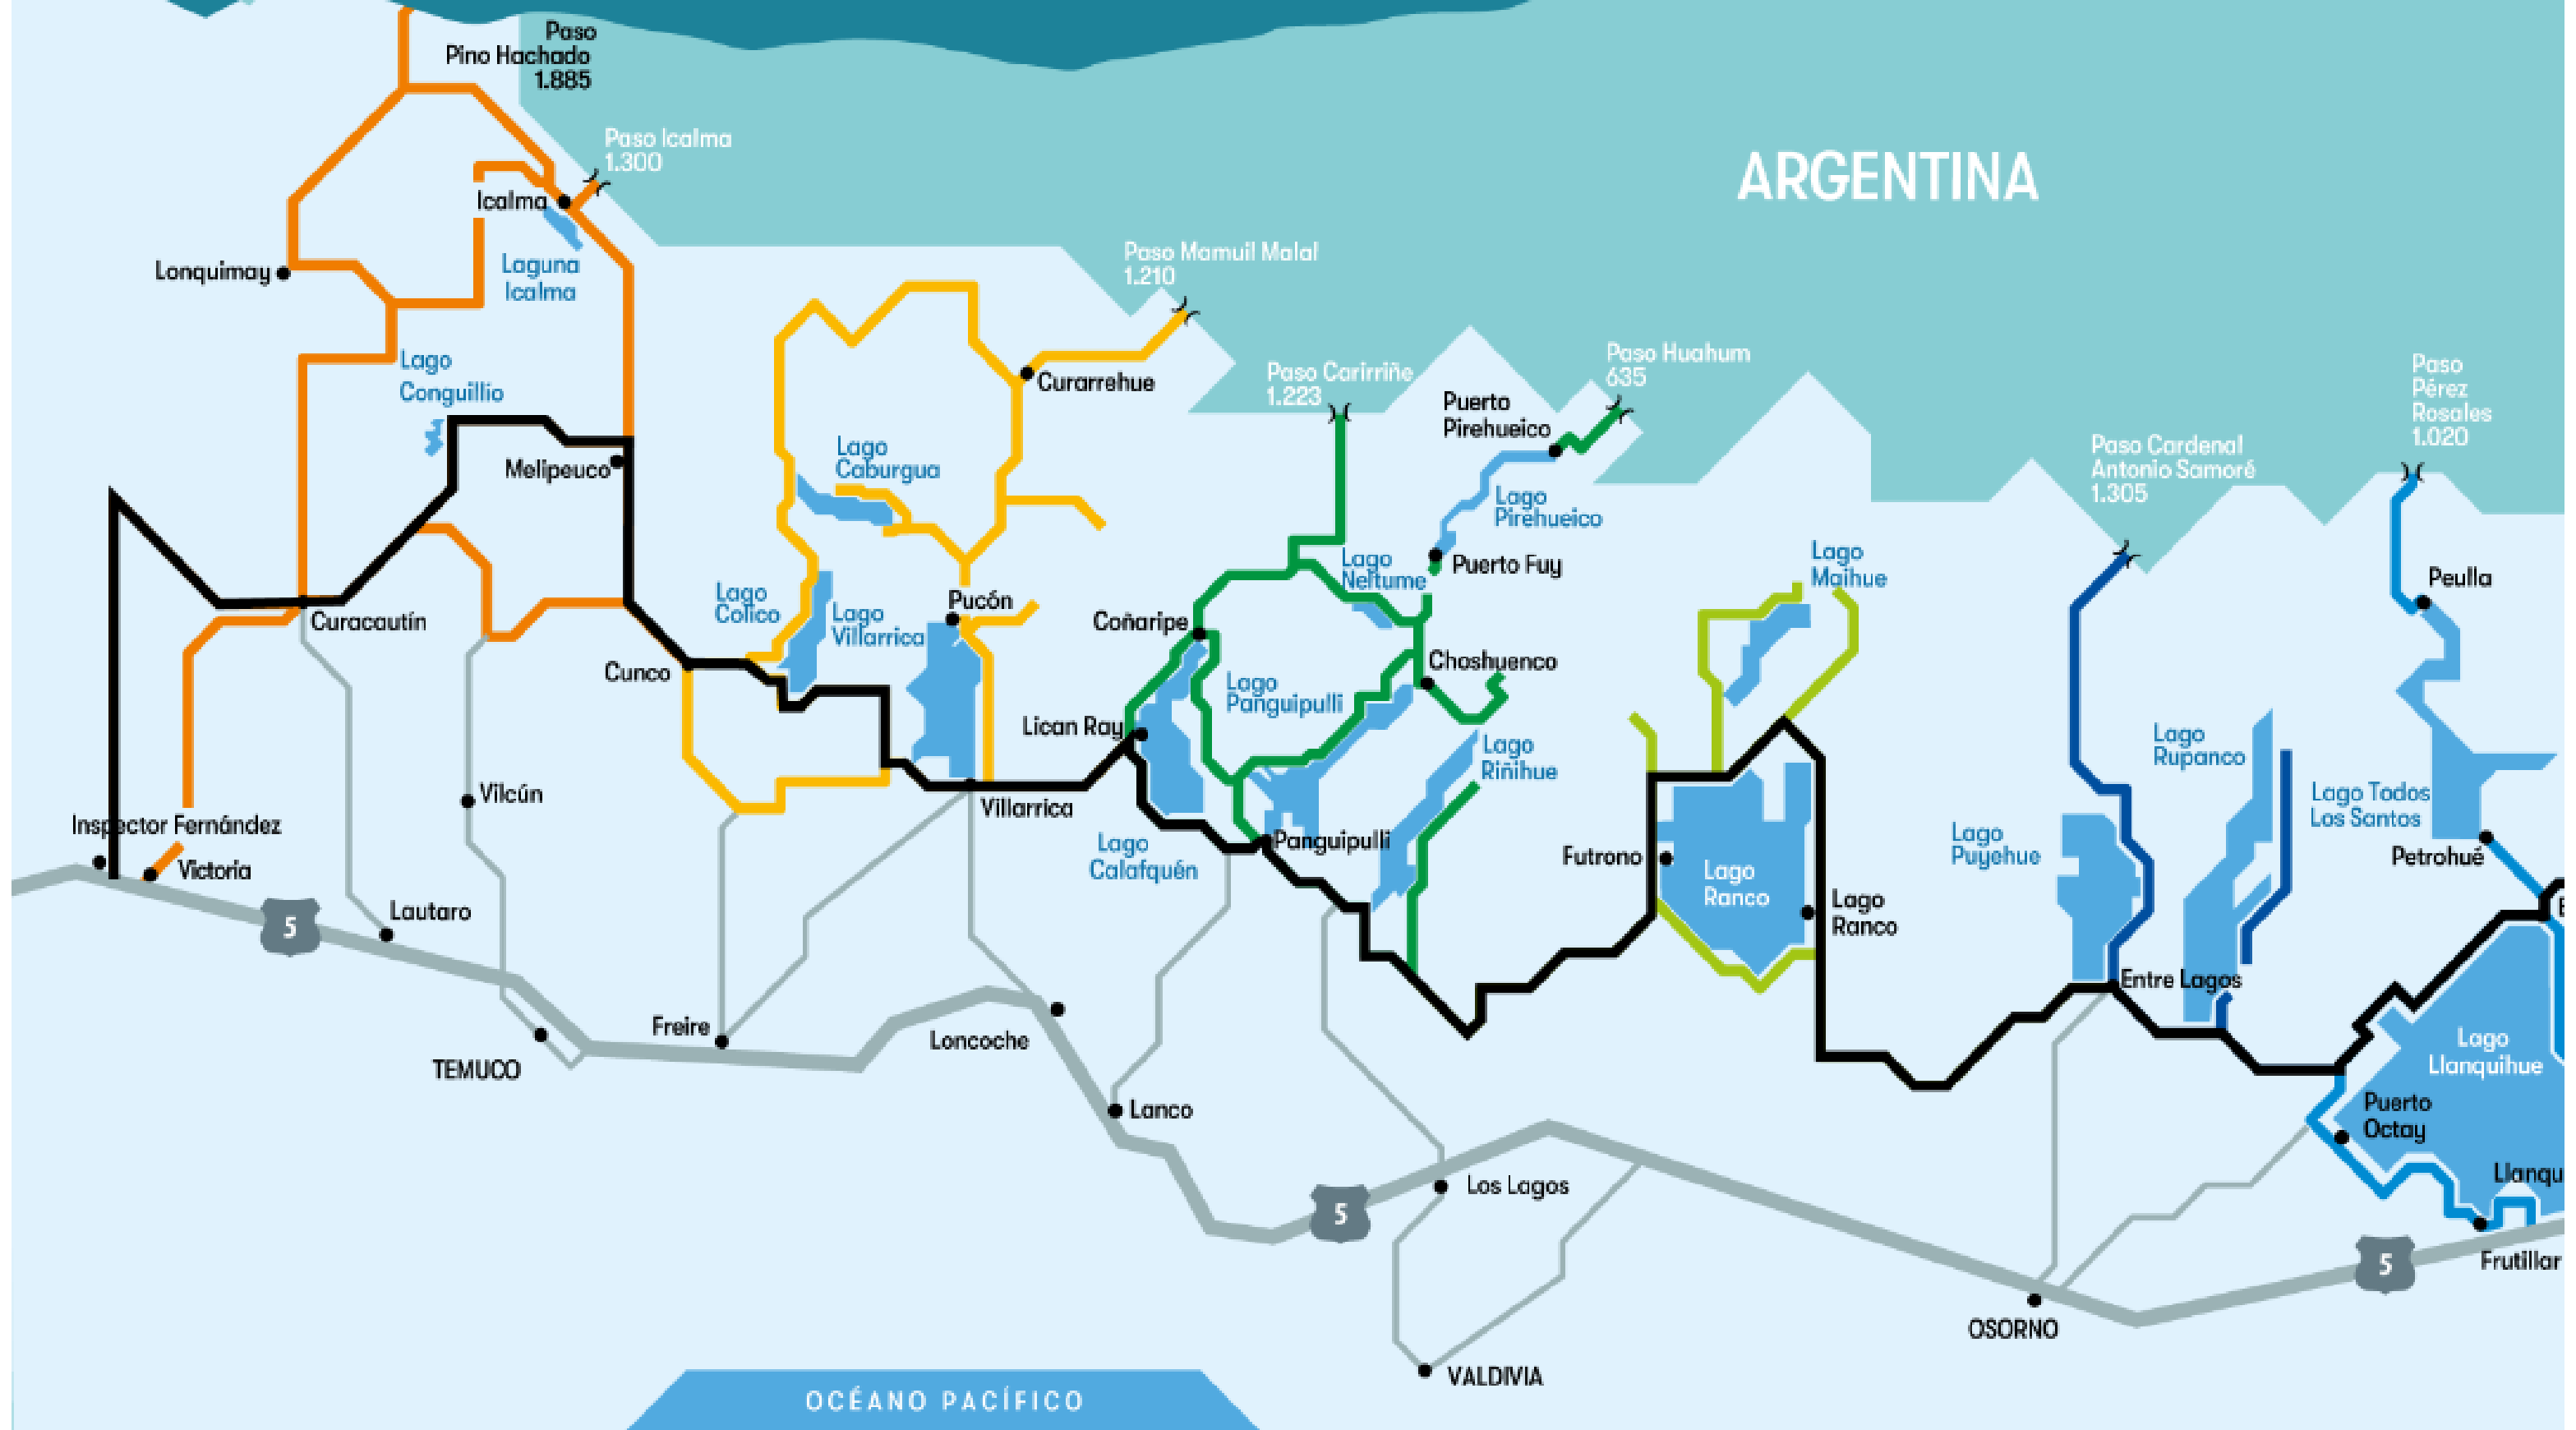 Paso
Pino Hachado
1.885
Paso Icalma
1.300
ARGENTINA
Icalma
Lonquimay
Laguna
Icalma
Paso Mamuil Malal
1.210
Lago
Conguillio
Curarrehue
Paso Carirriñe
1.223
Paso Huahum
635
Puerto
Pirehueico
Paso
Pérez
Rosales
1.020
Paso Cardenal
Antonio Samoré
1.305
Melipeuco
Lago
Caburgua
Lago
Pirehueico
Lago
Neltume
Puerto Fuy
Lago
Maihue
Peulla
Lago
Colico
Lago
Villarrica
Pucón
Curacautín
Coñaripe
Cunco
Choshuenco
Lago
Panguipulli
Lican Ray
Lago
Riñihue
Lago
Rupanco
Vilcún
Villarrica
Lago Todos
Los Santos
Inspector Fernández
Victoria
Lago
Calafquén
Panguipulli
Futrono
Lago
Ranco
Lago
Ranco
Lago
Puyehue
Petrohué
5
Lautaro
E
Entre Lagos
Freire
Loncoche
TEMUCO
Lago
Llanquihue
Lanco
Puerto
Octay
Los Lagos
Llanqu
5
5
Frutillar
OSORNO
VALDIVIA
OCÉANO PACÍFICO